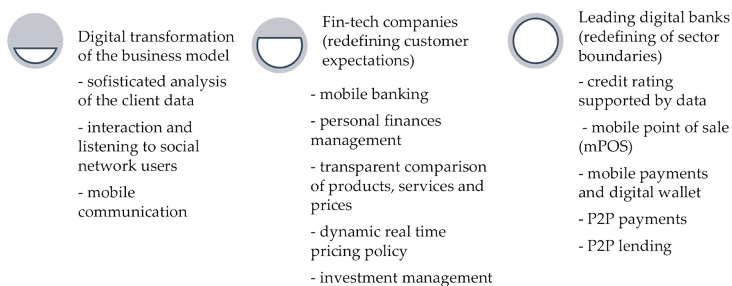 Digital transformation
of the business model
- sofisticated analysis
of the client data
- interaction and
listening to social
network users
- mobile
communication
Fin-tech companies
(redefining customer
expectations)
- mobile banking
- personal finances
management
- transparent comparison
of products, services and
prices
- dynamic real time
pricing policy
- investment management
Leading digital banks
(redefining of sector
boundaries)
- credit rating
supported by data
- mobile point of sale
(mPOS)
- mobile payments
and digital wallet
- P2P payments
- P2P lending